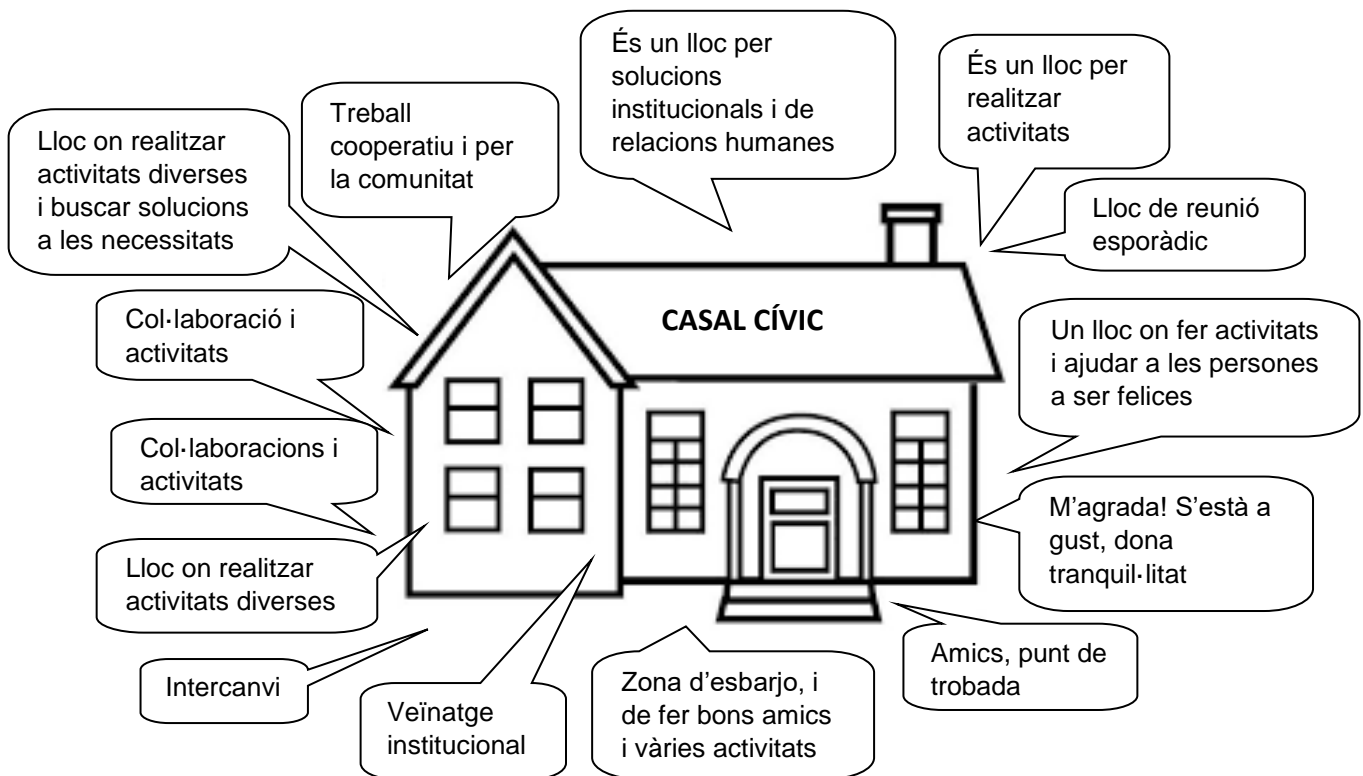 És un lloc per
solucions
institucionals i de
relacions humanes
És un lloc per
realitzar
activitats
Treball
cooperatiu i per
la comunitat
Lloc on realitzar
activitats diverses
i buscar solucions
a les necessitats
Lloc de reunió
esporàdic
CASAL CÍVIC
Col·laboració i
activitats
Un lloc on fer activitats
i ajudar a les persones
a ser felices
Col·laboracions i
activitats
M’agrada! S’està a
gust, dona
tranquil·litat
Lloc on realitzar
activitats diverses
Amics, punt de
trobada
Intercanvi
Veïnatge
institucional
Zona d’esbarjo, i
de fer bons amics
i vàries activitats